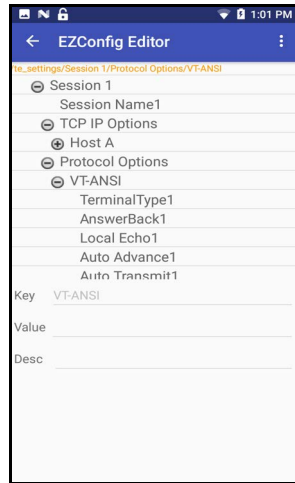 1:01 PM
EZConfig Editor
te_settings/Session 1/Protocol Options/VT-ANSI
Session 1
Session Name1
TCP IP Options
Host A
Protocol Options
VT-ANSI
TerminalType1
AnswerBack1
Local Echo1
Auto Advance1
Auto Transmit1
Key VT-ANSI
Value
Desc